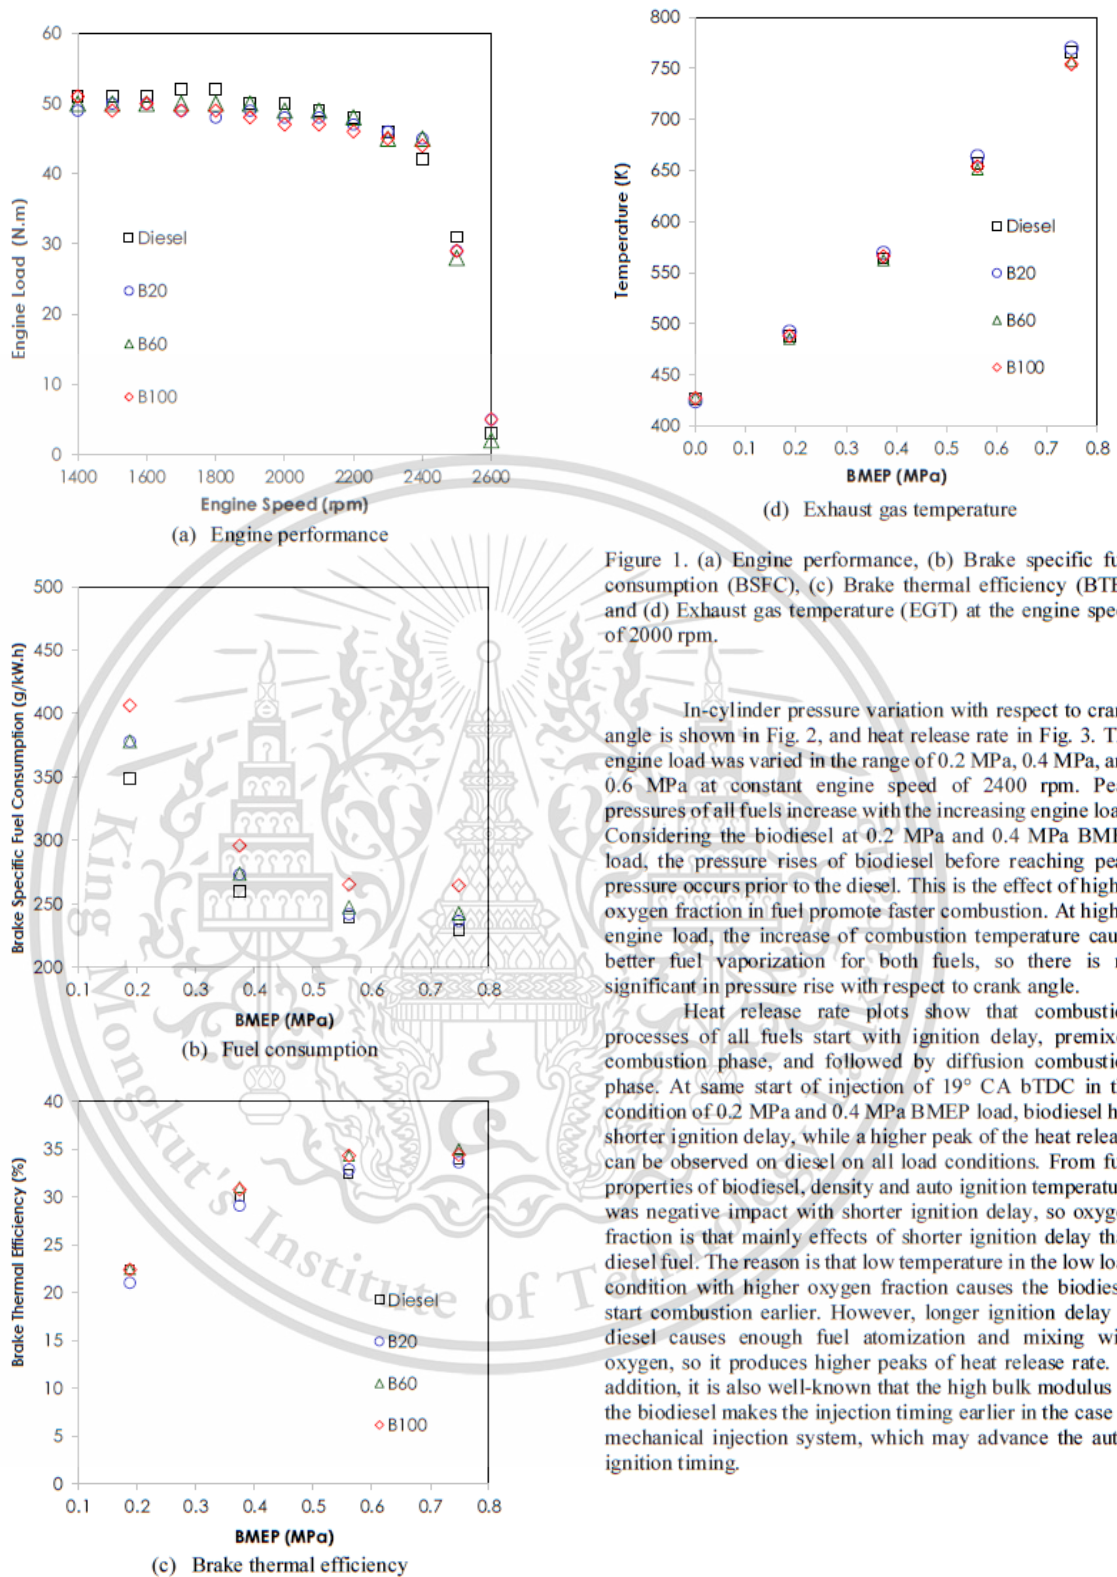 60
50
40
30
20
10
0
Engine Load (N.m)
Diesel
B20
B60
B100
1400 1600 1800 2000 2200 2400 2600
Engine Speed (rpm)
(a) Engine performance
500
450
400
350
300
250
200
Brake Specific Fuel Consumption (g/kW.h)
0.1 0.2 0.3 0.4 0.5 0.6 0.7 0.8
BMEP (MPa)
(b) Fuel consumption
40
35
30
25
20
15
10
5
0
Brake Thermal Efficiency (%)
Diesel
B20
B60
B100
0.1 0.2 0.3 0.4 0.5 0.6 0.7 0.8
BMEP (MPa)
(c) Brake thermal efficiency
800
750
700
650
600
550
500
450
400
Temperature (K)
Diesel
B20
B60
B100
0.0 0.1 0.2 0.3 0.4 0.5 0.6 0.7 0.8
BMEP (MPa)
(d) Exhaust gas temperature
Figure 1. (a) Engine performance, (b) Brake specific fu
consumption (BSFC), (c) Brake thermal efficiency (BTE
and (d) Exhaust gas temperature (EGT) at the engine spe
of 2000 rpm.
In-cylinder pressure variation with respect to cran
angle is shown in Fig. 2, and heat release rate in Fig. 3. T
engine load was varied in the range of 0.2 MPa, 0.4 MPa, an
0.6 MPa at constant engine speed of 2400 rpm. Pea
pressures of all fuels increase with the increasing engine loa
Considering the biodiesel at 0.2 MPa and 0.4 MPa BME
load, the pressure rises of biodiesel before reaching pea
pressure occurs prior to the diesel. This is the effect of high
oxygen fraction in fuel promote faster combustion. At high
engine load, the increase of combustion temperature cau
better fuel vaporization for both fuels, so there is n
significant in pressure rise with respect to crank angle.
Heat release rate plots show that combustio
processes of all fuels start with ignition delay, premixe
combustion phase, and followed by diffusion combustio
phase. At same start of injection of 19° CA bTDC in t
condition of 0.2 MPa and 0.4 MPa BMEP load, biodiesel h
shorter ignition delay, while a higher peak of the heat relea
can be observed on diesel on all load conditions. From fu
properties of biodiesel, density and auto ignition temperatur
was negative impact with shorter ignition delay, so oxyge
fraction is that mainly effects of shorter ignition delay tha
diesel fuel. The reason is that low temperature in the low loa
condition with higher oxygen fraction causes the biodies
start combustion earlier. However, longer ignition delay
diesel causes enough fuel atomization and mixing wi
oxygen, so it produces higher peaks of heat release rate.
addition, it is also well-known that the high bulk modulus
the biodiesel makes the injection timing earlier in the case
mechanical injection system, which may advance the aut
ignition timing.
King Mongkut's Institute of Technology